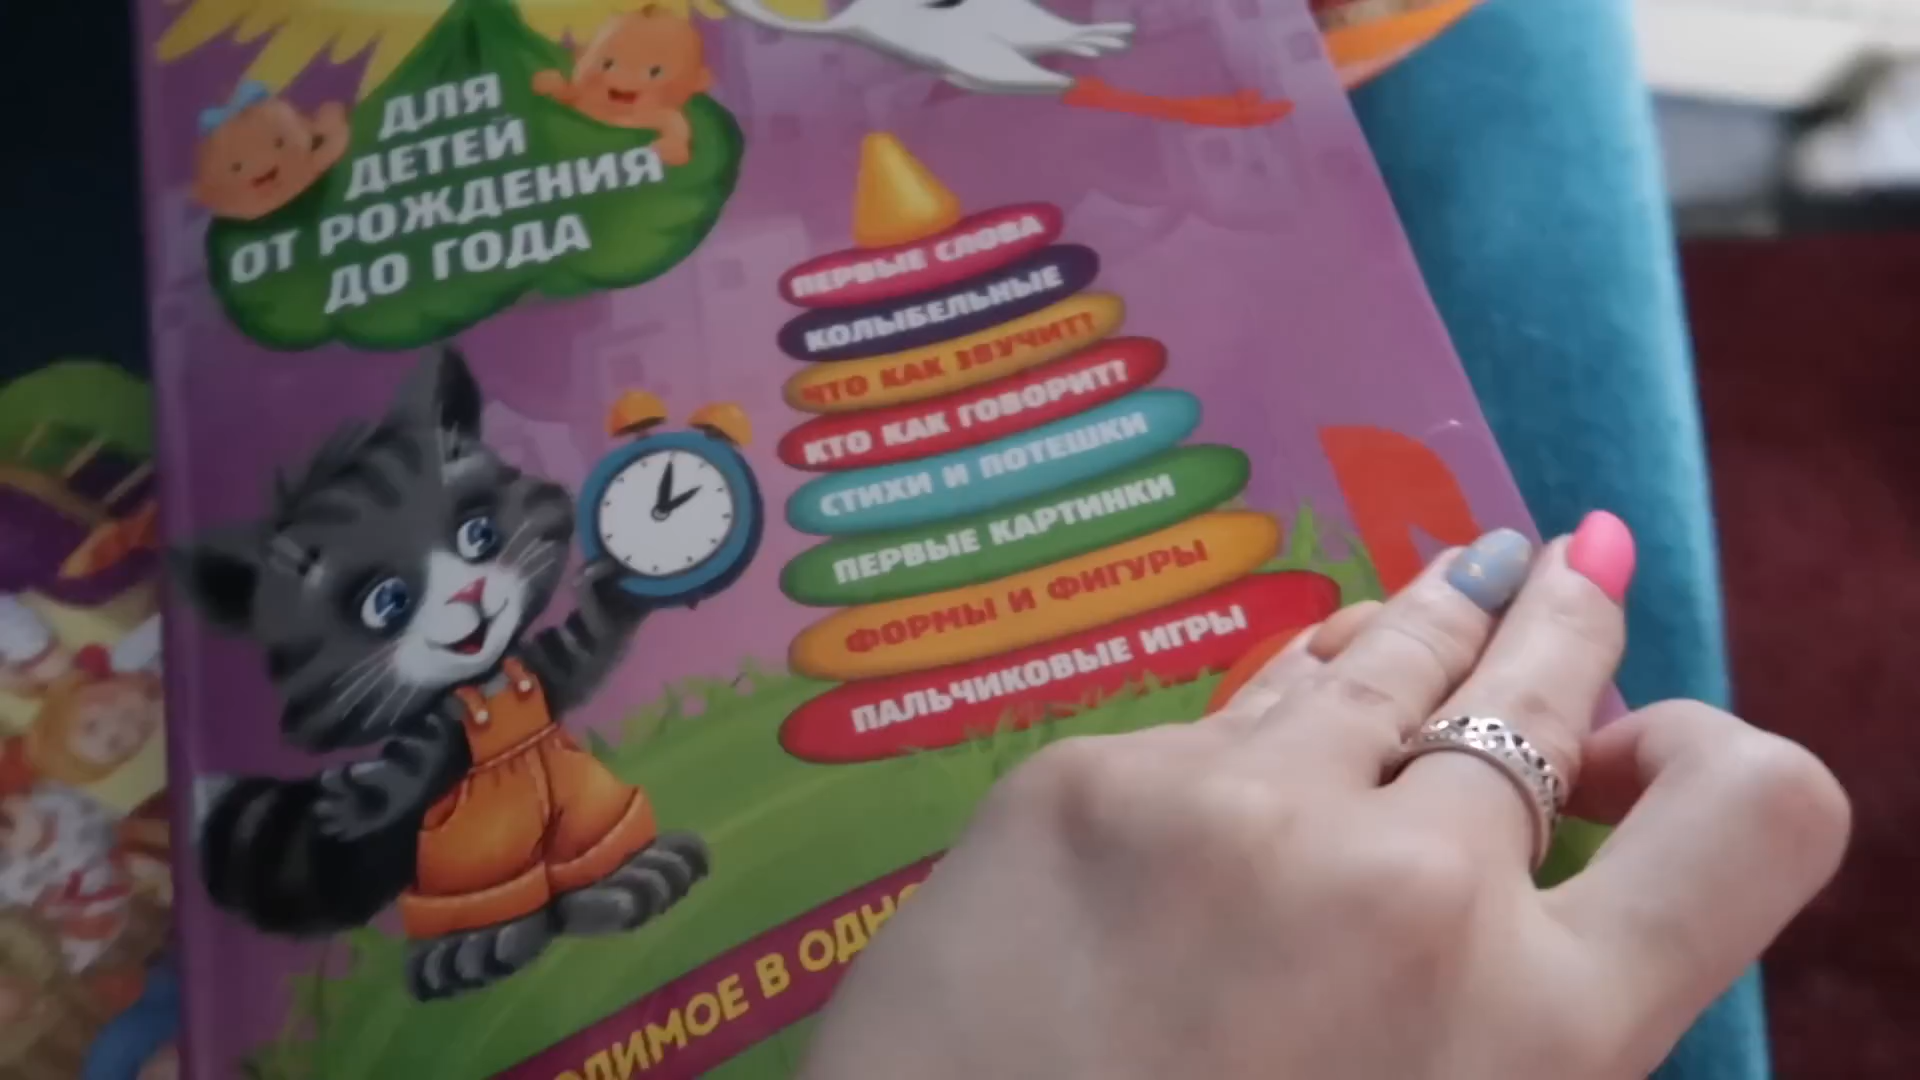 ДЛЯ
ДЕТЕЙ
ОТ РОЖДЕНИЯ
ДО ГОДА
ПЕРВЫЕ СЛОВА
КОЛЫБЕЛЬНЫЕ
ЧТО КАК ЗВУЧИТ?
КТО КАК ГОВОРИТ?
СТИХИ И ПОТЕШКИ
ПЕРВЫЕ КАРТИНКИ
ФОРМЫ И ФИГУРЫ
ПАЛЬЧИКОВЫЕ ИГРЫ
В